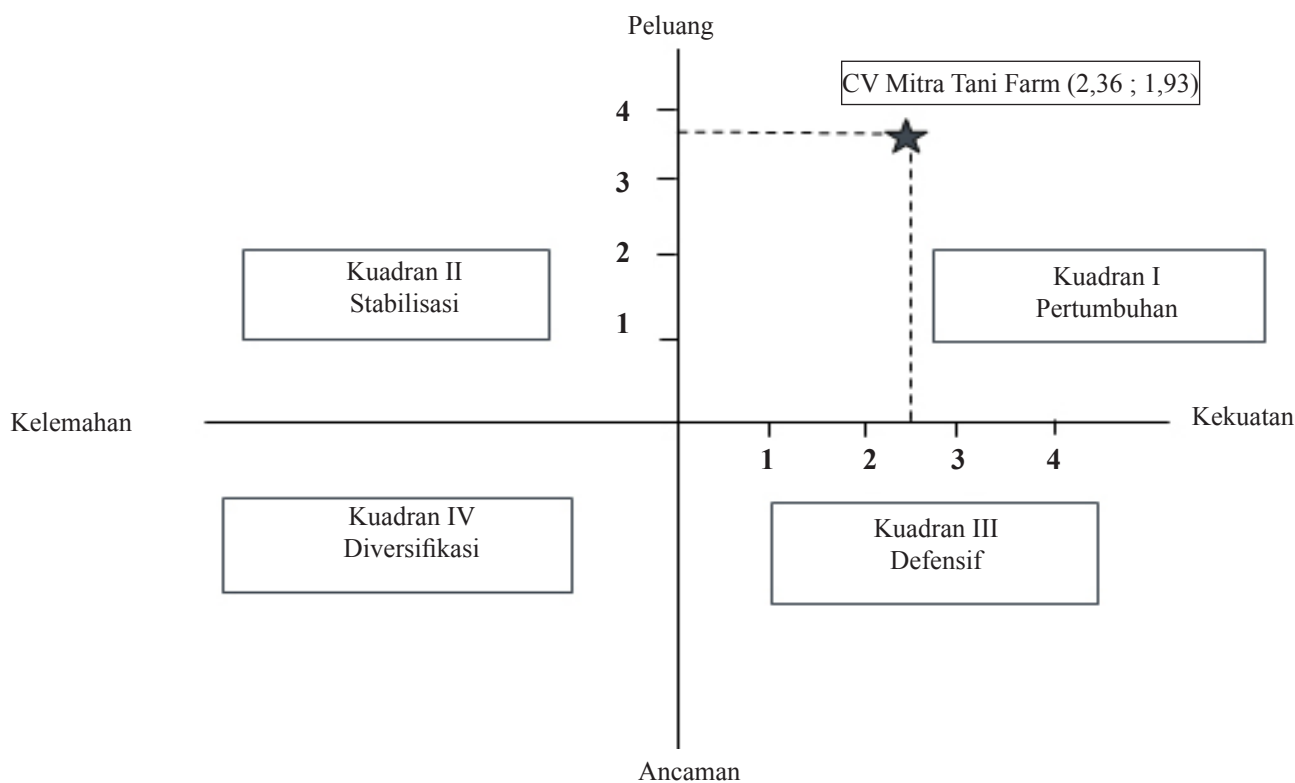 Peluang
CV Mitra Tani Farm (2,36 ; 1,93)
4
3
2
1
Kuadran II
Stabilisasi
Kuadran I
Pertumbuhan
Kelemahan
Kekuatan
1 2 3 4
Kuadran IV
Diversifikasi
Kuadran III
Defensif
Ancaman